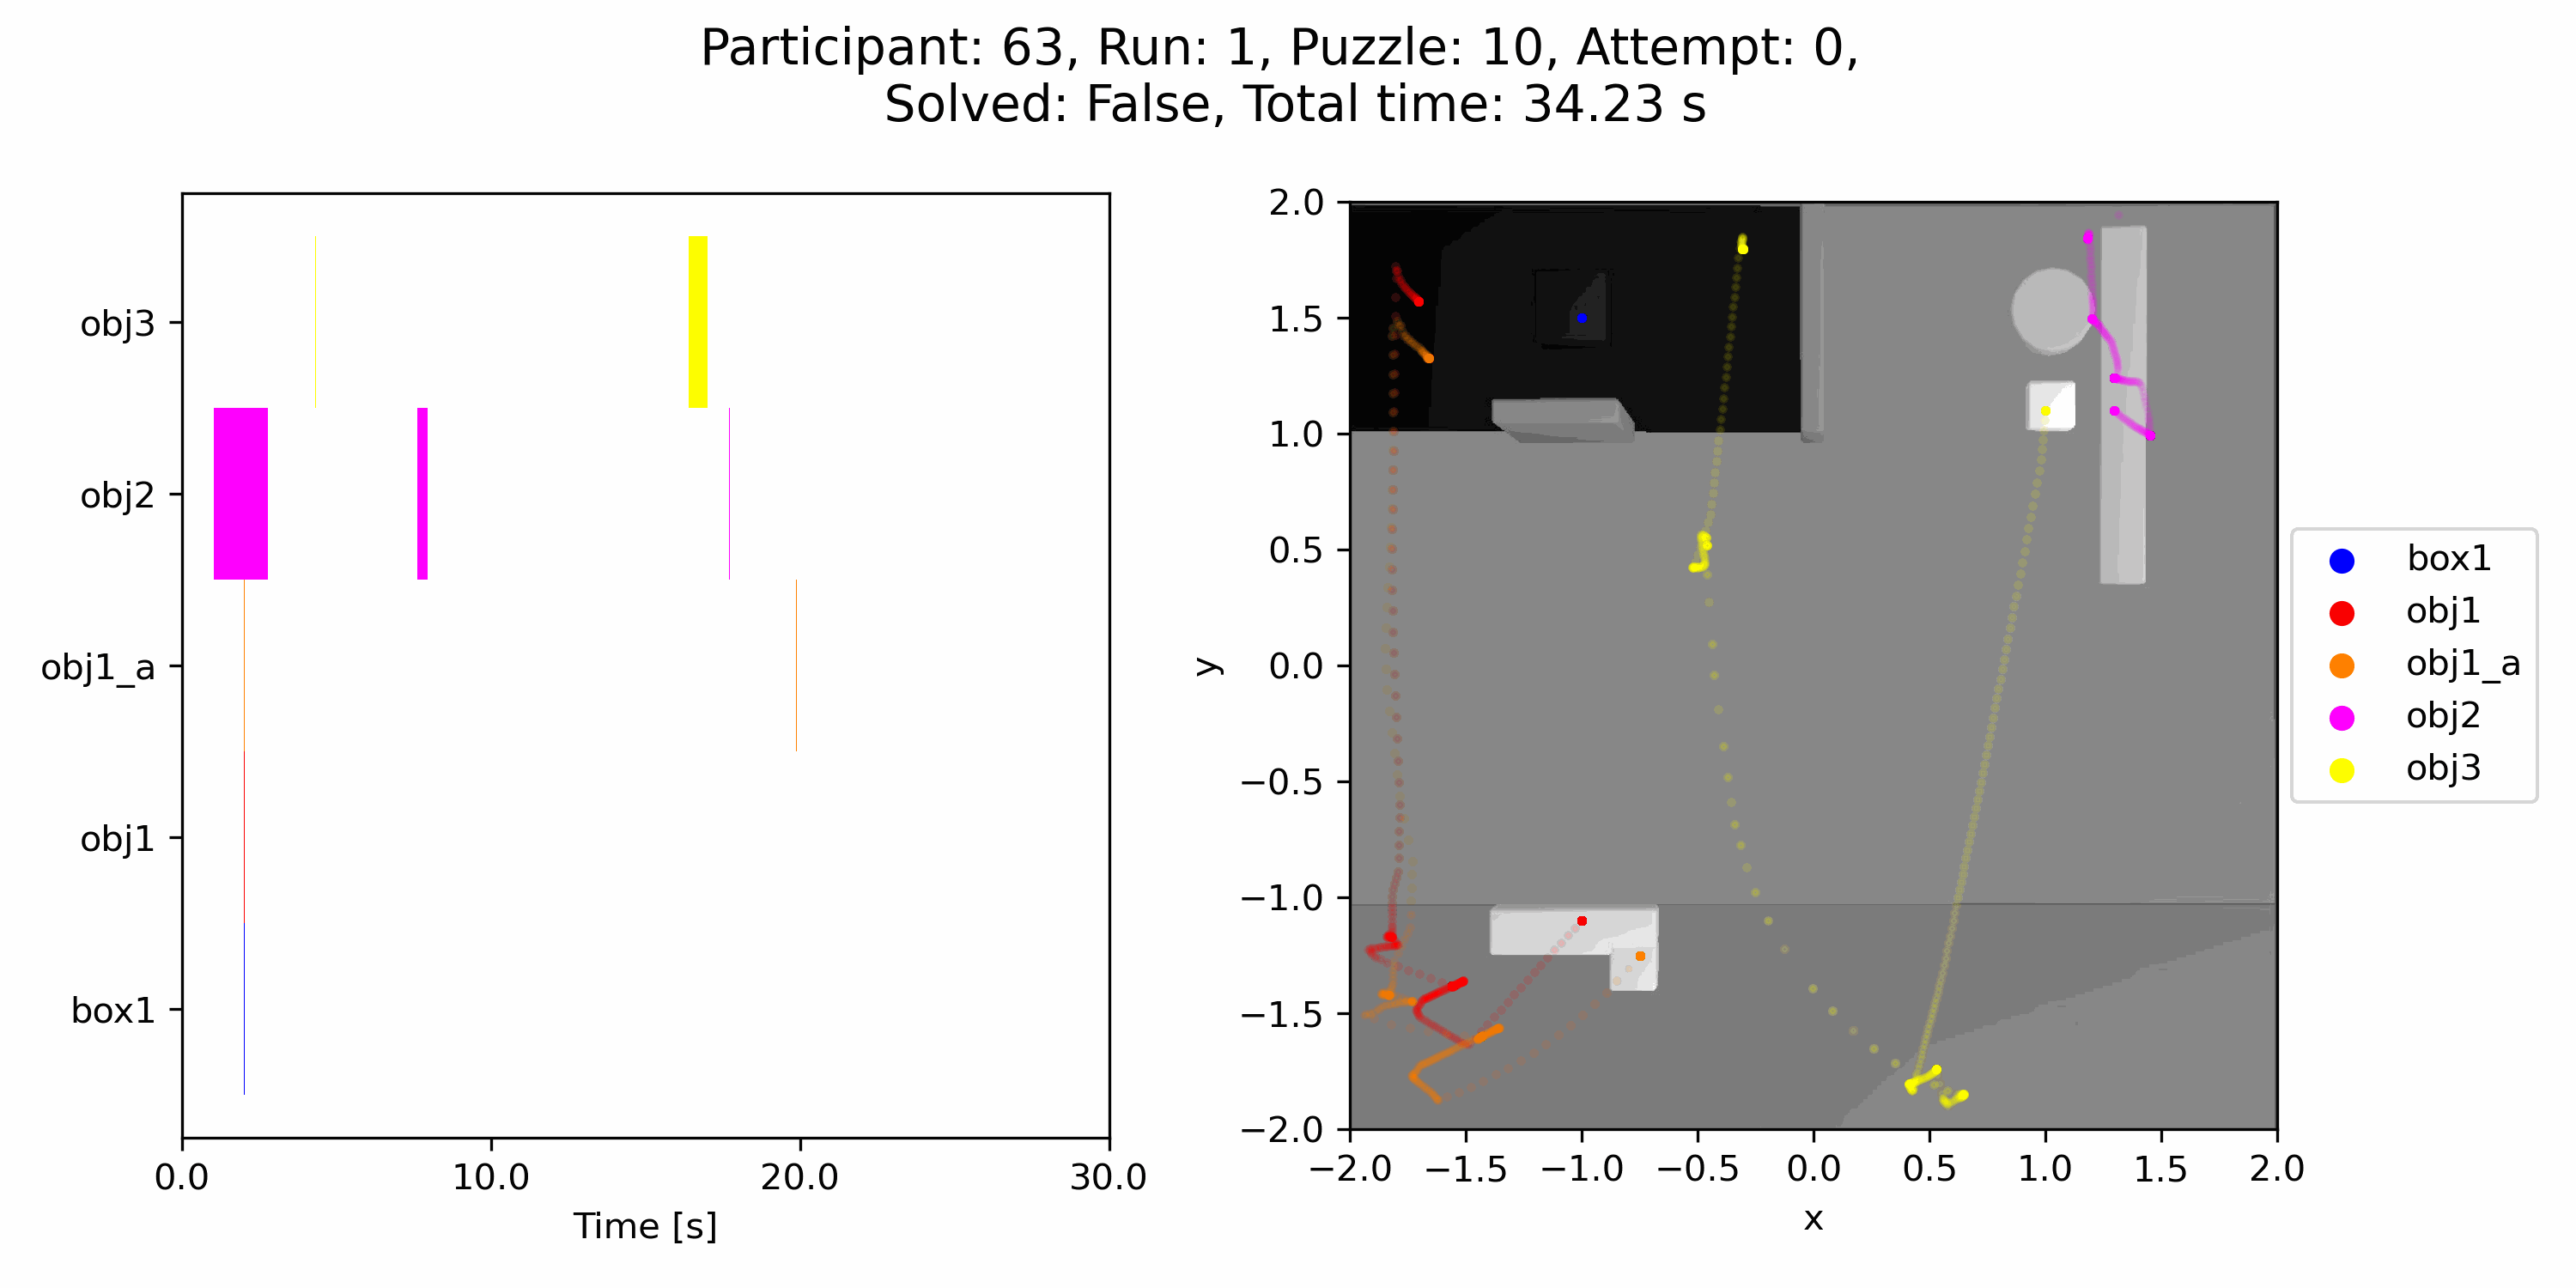 Participant: 63, Run: 1, Puzzle: 10, Attempt: 0,
Solved: False, Total time: 34.23 s
obj3
obj2
obj1_a
obj1
box1
0.0 10.0 20.0 30.0
Time [s]
2.0
1.5
1.0
0.5
0.0
−0.5
−1.0
−1.5
−2.0
y
−2.0 −1.5 −1.0 −0.5 0.0 0.5 1.0 1.5 2.0
x
box1
obj1
obj1_a
obj2
obj3